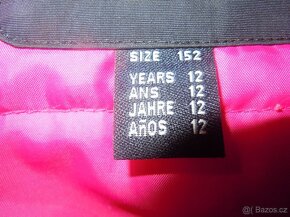 SIZE 152
YEARS 12
ANS 12
JAHRE 12
AñOS 12
Bazos.cz